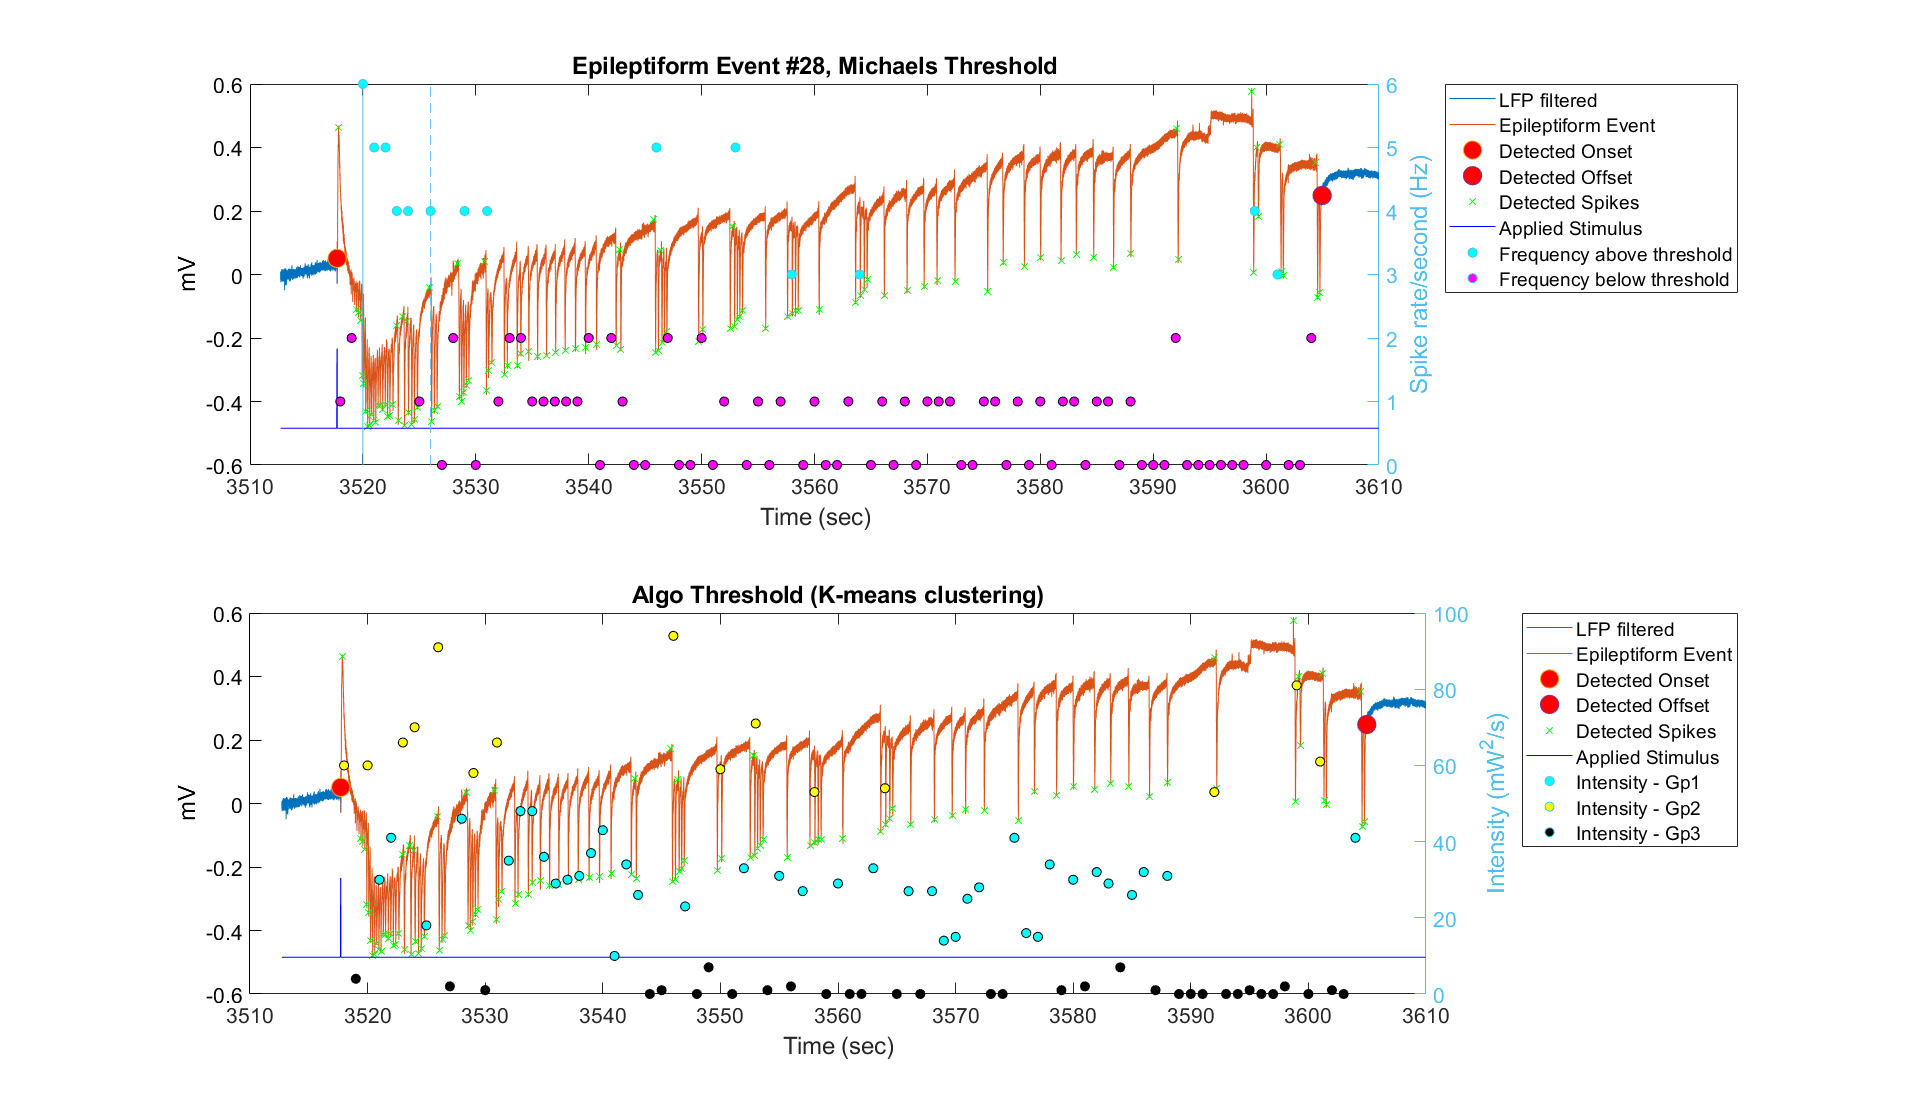 Epileptiform Event #28, Michaels Threshold
0.6
0.4
0.2
0
-0.2
-0.4
-0.6
mV
3510 3520 3530 3540 3550 3560 3570 3580 3590 3600 3610
Time (sec)
6
5
4
3
2
1
0
Spike rate/second (Hz)
LFP filtered
Epileptiform Event
Detected Onset
Detected Offset
Detected Spikes
Applied Stimulus
Frequency above threshold
Frequency below threshold
Algo Threshold (K-means clustering)
0.6
0.4
0.2
0
-0.2
-0.4
-0.6
mV
3510 3520 3530 3540 3550 3560 3570 3580 3590 3600 3610
Time (sec)
100
80
60
40
20
0
Intensity (mW²/s)
LFP filtered
Epileptiform Event
Detected Onset
Detected Offset
Detected Spikes
Applied Stimulus
Intensity - Gp1
Intensity - Gp2
Intensity - Gp3